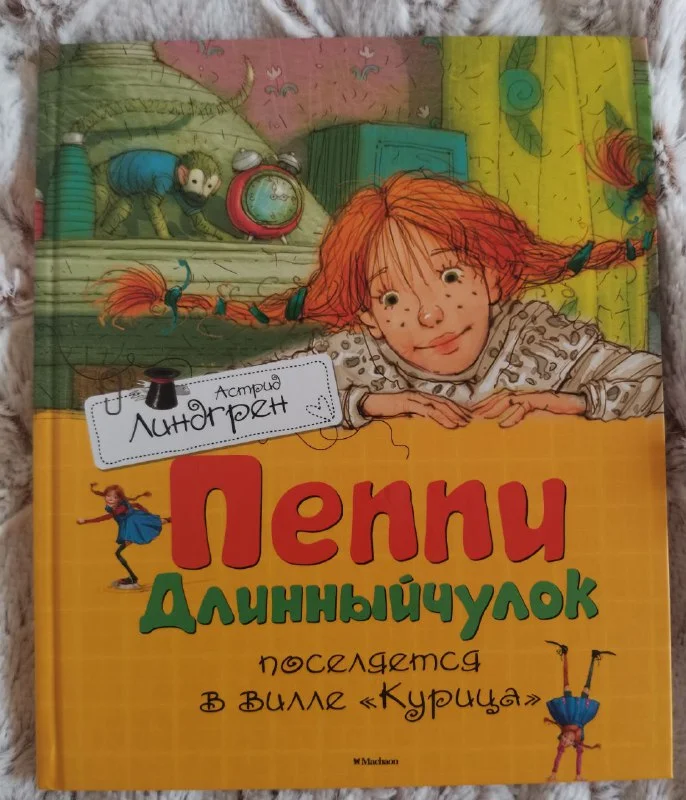 Астрид
Линдгрен
Пеппи
Длинныйчулок
поселяется
в вилле «Курица»
Machaon